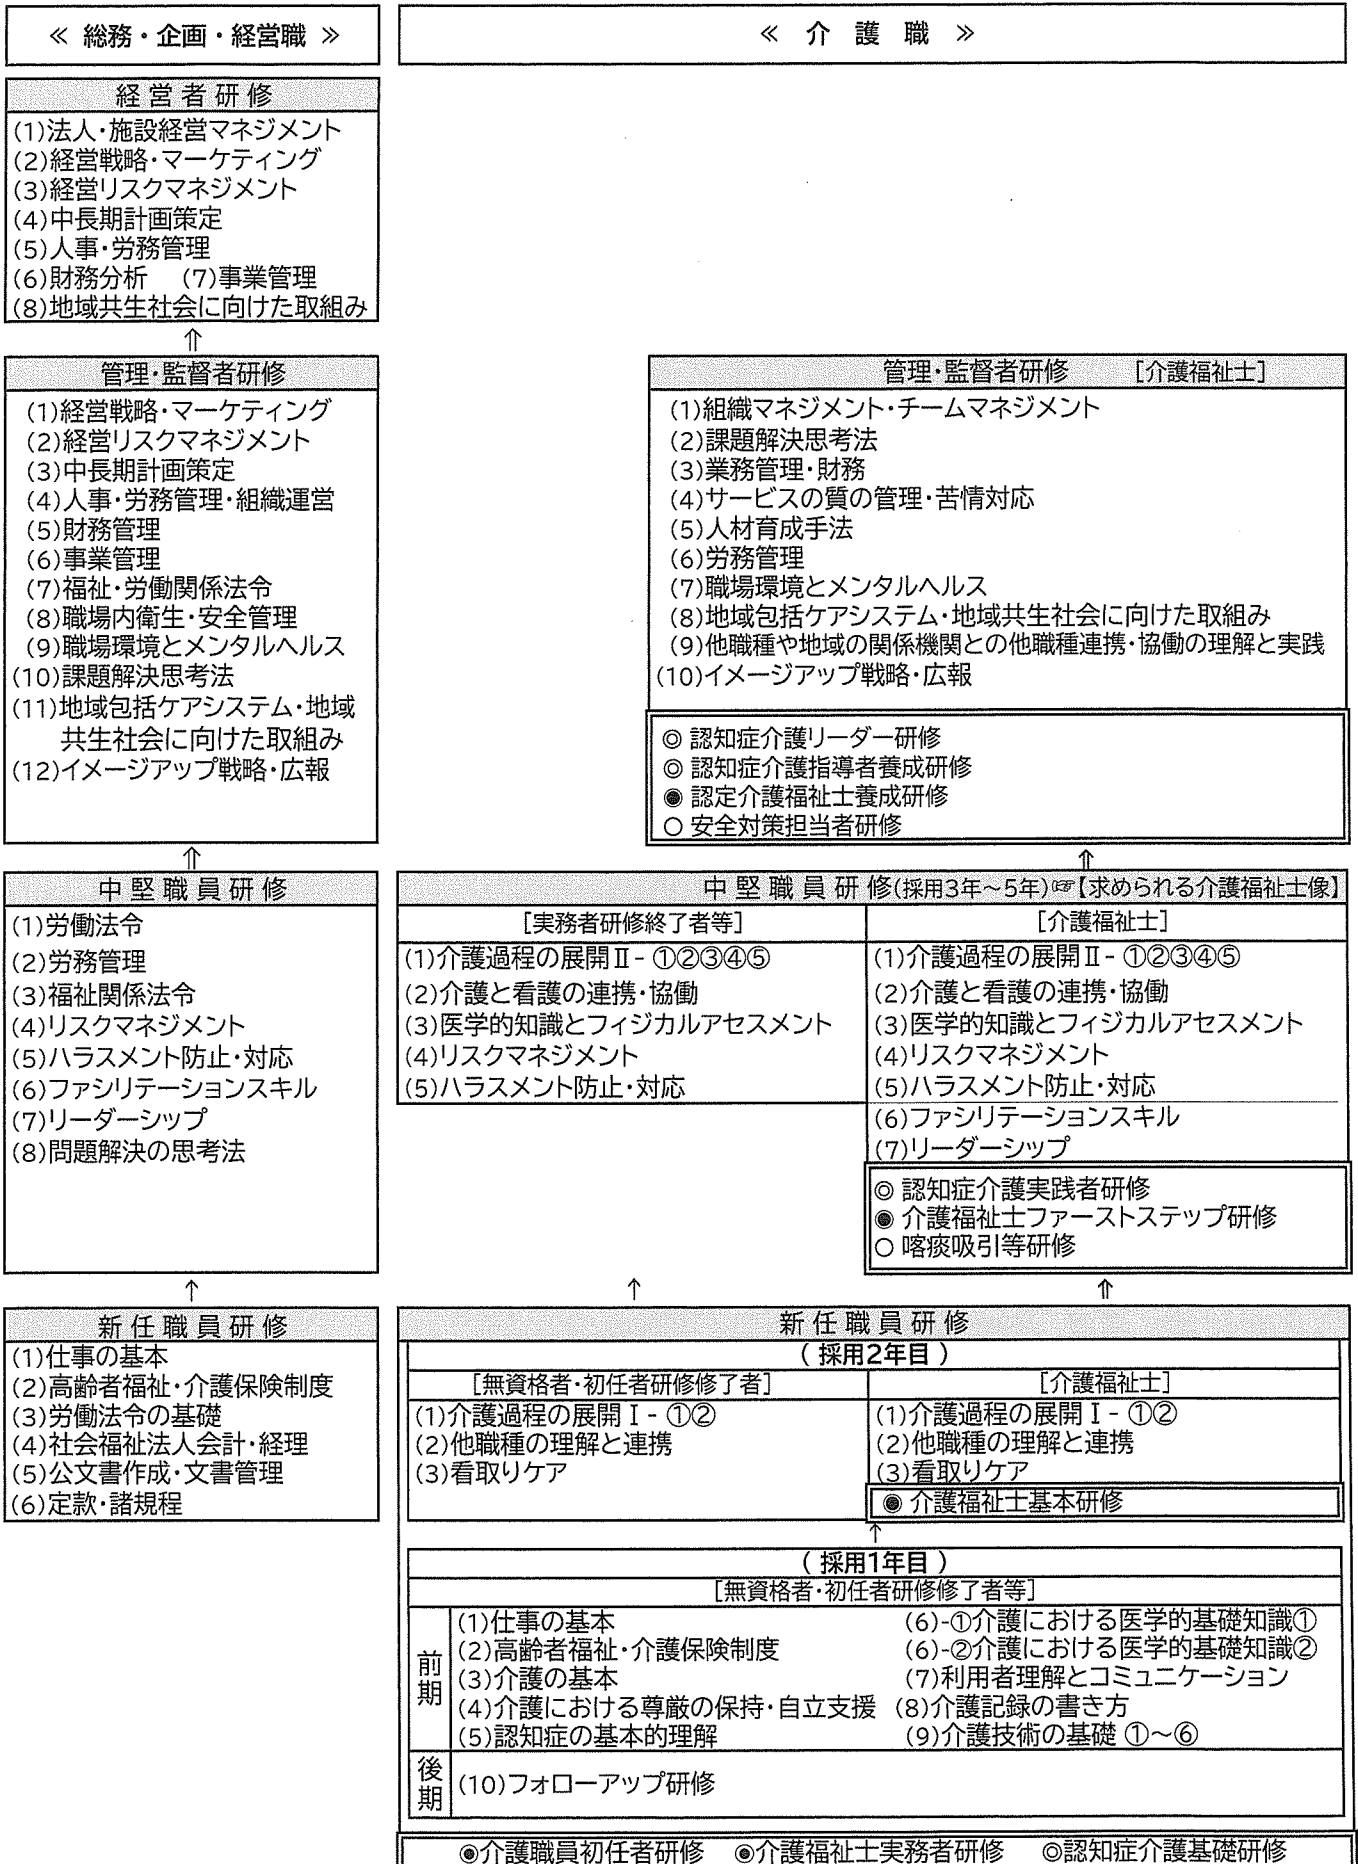 ≪ 総務・企画・経営職 ≫
経営者研修
(1)法人・施設経営マネジメント
(2)経営戦略・マーケティング
(3)経営リスクマネジメント
(4)中長期計画策定
(5)人事・労務管理
(6)財務分析 (7)事業管理
(8)地域共生社会に向けた取組み
⇑
管理・監督者研修
(1)経営戦略・マーケティング
(2)経営リスクマネジメント
(3)中長期計画策定
(4)人事・労務管理・組織運営
(5)財務管理
(6)事業管理
(7)福祉・労働関係法令
(8)職場内衛生・安全管理
(9)職場環境とメンタルヘルス
(10)課題解決思考法
(11)地域包括ケアシステム・地域
共生社会に向けた取組み
(12)イメージアップ戦略・広報
⇑
中堅職員研修
(1)労働法令
(2)労務管理
(3)福祉関係法令
(4)リスクマネジメント
(5)ハラスメント防止・対応
(6)ファシリテーションスキル
(7)リーダーシップ
(8)問題解決の思考法
↑
新任職員研修
(1)仕事の基本
(2)高齢者福祉・介護保険制度
(3)労働法令の基礎
(4)社会福祉法人会計・経理
(5)公文書作成・文書管理
(6)定款・諸規程
≪ 介 護 職 ≫
管理・監督者研修 [介護福祉士]
(1)組織マネジメント・チームマネジメント
(2)課題解決思考法
(3)業務管理・財務
(4)サービスの質の管理・苦情対応
(5)人材育成手法
(6)労務管理
(7)職場環境とメンタルヘルス
(8)地域包括ケアシステム・地域共生社会に向けた取組み
(9)他職種や地域の関係機関との他職種連携・協働の理解と実践
(10)イメージアップ戦略・広報
◎ 認知症介護リーダー研修
◎ 認知症介護指導者養成研修
◉ 認定介護福祉士養成研修
○ 安全対策担当者研修
⇑
中堅職員研修(採用3年～5年)☞【求められる介護福祉士像】
[実務者研修終了者等]
(1)介護過程の展開Ⅱ- ①②③④⑤
(2)介護と看護の連携・協働
(3)医学的知識とフィジカルアセスメント
(4)リスクマネジメント
(5)ハラスメント防止・対応
[介護福祉士]
(1)介護過程の展開Ⅱ- ①②③④⑤
(2)介護と看護の連携・協働
(3)医学的知識とフィジカルアセスメント
(4)リスクマネジメント
(5)ハラスメント防止・対応
(6)ファシリテーションスキル
(7)リーダーシップ
◎ 認知症介護実践者研修
◉ 介護福祉士ファーストステップ研修
○ 喀痰吸引等研修
↑ ⇑
新任職員研修
( 採用2年目 )
[無資格者・初任者研修修了者]
(1)介護過程の展開Ⅰ- ①②
(2)他職種の理解と連携
(3)看取りケア
[介護福祉士]
(1)介護過程の展開Ⅰ- ①②
(2)他職種の理解と連携
(3)看取りケア
◉ 介護福祉士基本研修
↑
( 採用1年目 )
[無資格者・初任者研修修了者等]
前期
(1)仕事の基本
(2)高齢者福祉・介護保険制度
(3)介護の基本
(4)介護における尊厳の保持・自立支援
(5)認知症の基本的理解
(6)-①介護における医学的基礎知識①
(6)-②介護における医学的基礎知識②
(7)利用者理解とコミュニケーション
(8)介護記録の書き方
(9)介護技術の基礎 ①～⑥
後期
(10)フォローアップ研修
◉介護職員初任者研修 ◉介護福祉士実務者研修 ◎認知症介護基礎研修